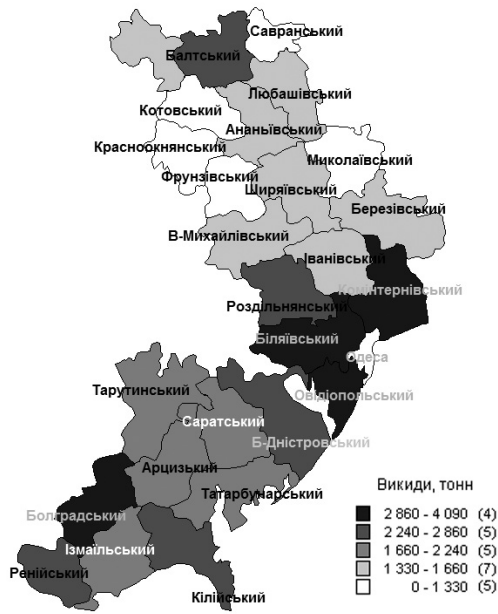 Савранський
Балтський
Любашівський
Котовський
Ананьївський
Красноокнянський
Миколаївський
Фрунзівський
Ширяївський
Березівський
В-Михайлівський
Іванівський
Комінтернівський
Роздільнянський
Біляївський
Одеса
Овідіопольський
Тарутинський
Саратський
Б-Дністровський
Арцизький
Татарбунарський
Болградський
Ізмаїльський
Ренійський
Кілійський
Викиди, тонн
2 860 - 4 090 (4)
2 240 - 2 860 (5)
1 660 - 2 240 (5)
1 330 - 1 660 (7)
0 - 1 330 (5)